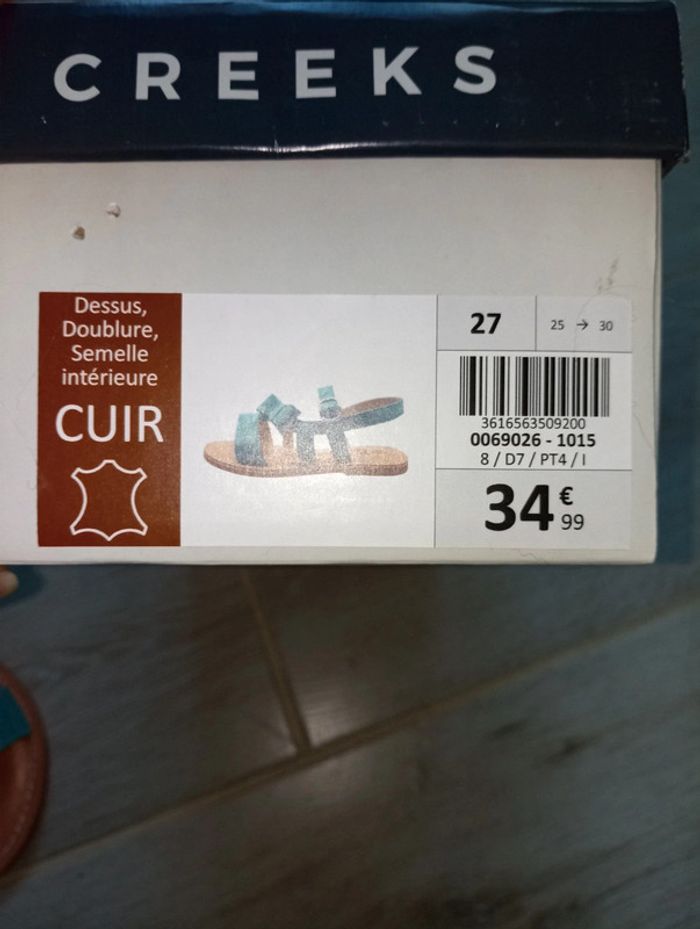 CREEKS
Dessus,
Doublure,
Semelle
intérieure
CUIR
27
25 → 30
3616563509200
0069026 - 1015
8 / D7 / PT4 / I
34€99